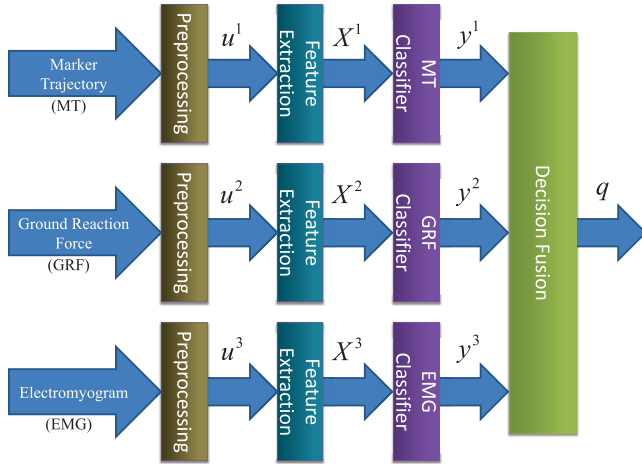 Marker
Trajectory
(MT)
Preprocessing
u¹
Feature
Extraction
X¹
MT
Classifier
y¹
Ground Reaction
Force
(GRF)
Preprocessing
u²
Feature
Extraction
X²
GRF
Classifier
y²
Electromyogram
(EMG)
Preprocessing
u³
Feature
Extraction
X³
EMG
Classifier
y³
Decision Fusion
q